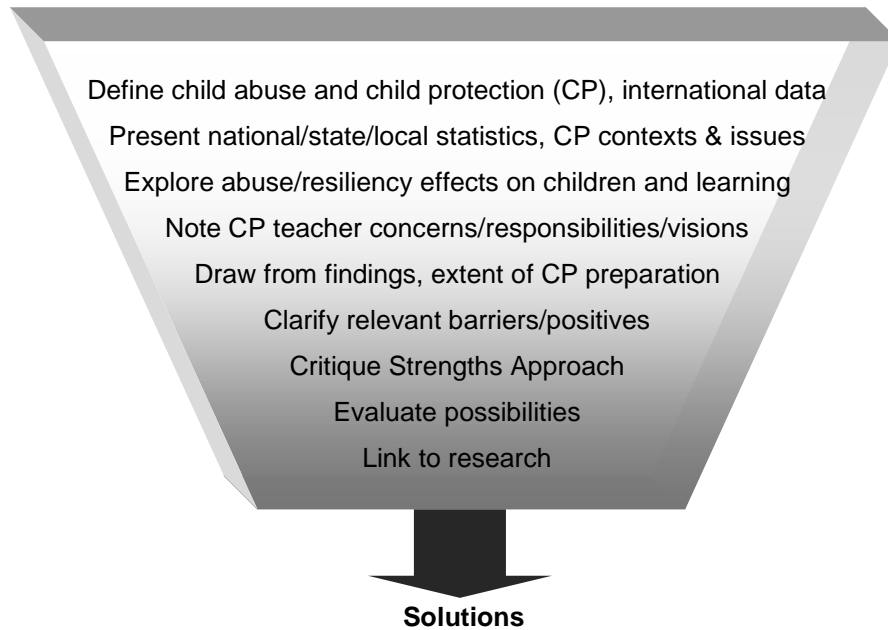 Define child abuse and child protection (CP), international data
Present national/state/local statistics, CP contexts & issues
Explore abuse/resiliency effects on children and learning
Note CP teacher concerns/responsibilities/visions
Draw from findings, extent of CP preparation
Clarify relevant barriers/positives
Critique Strengths Approach
Evaluate possibilities
Link to research
Solutions